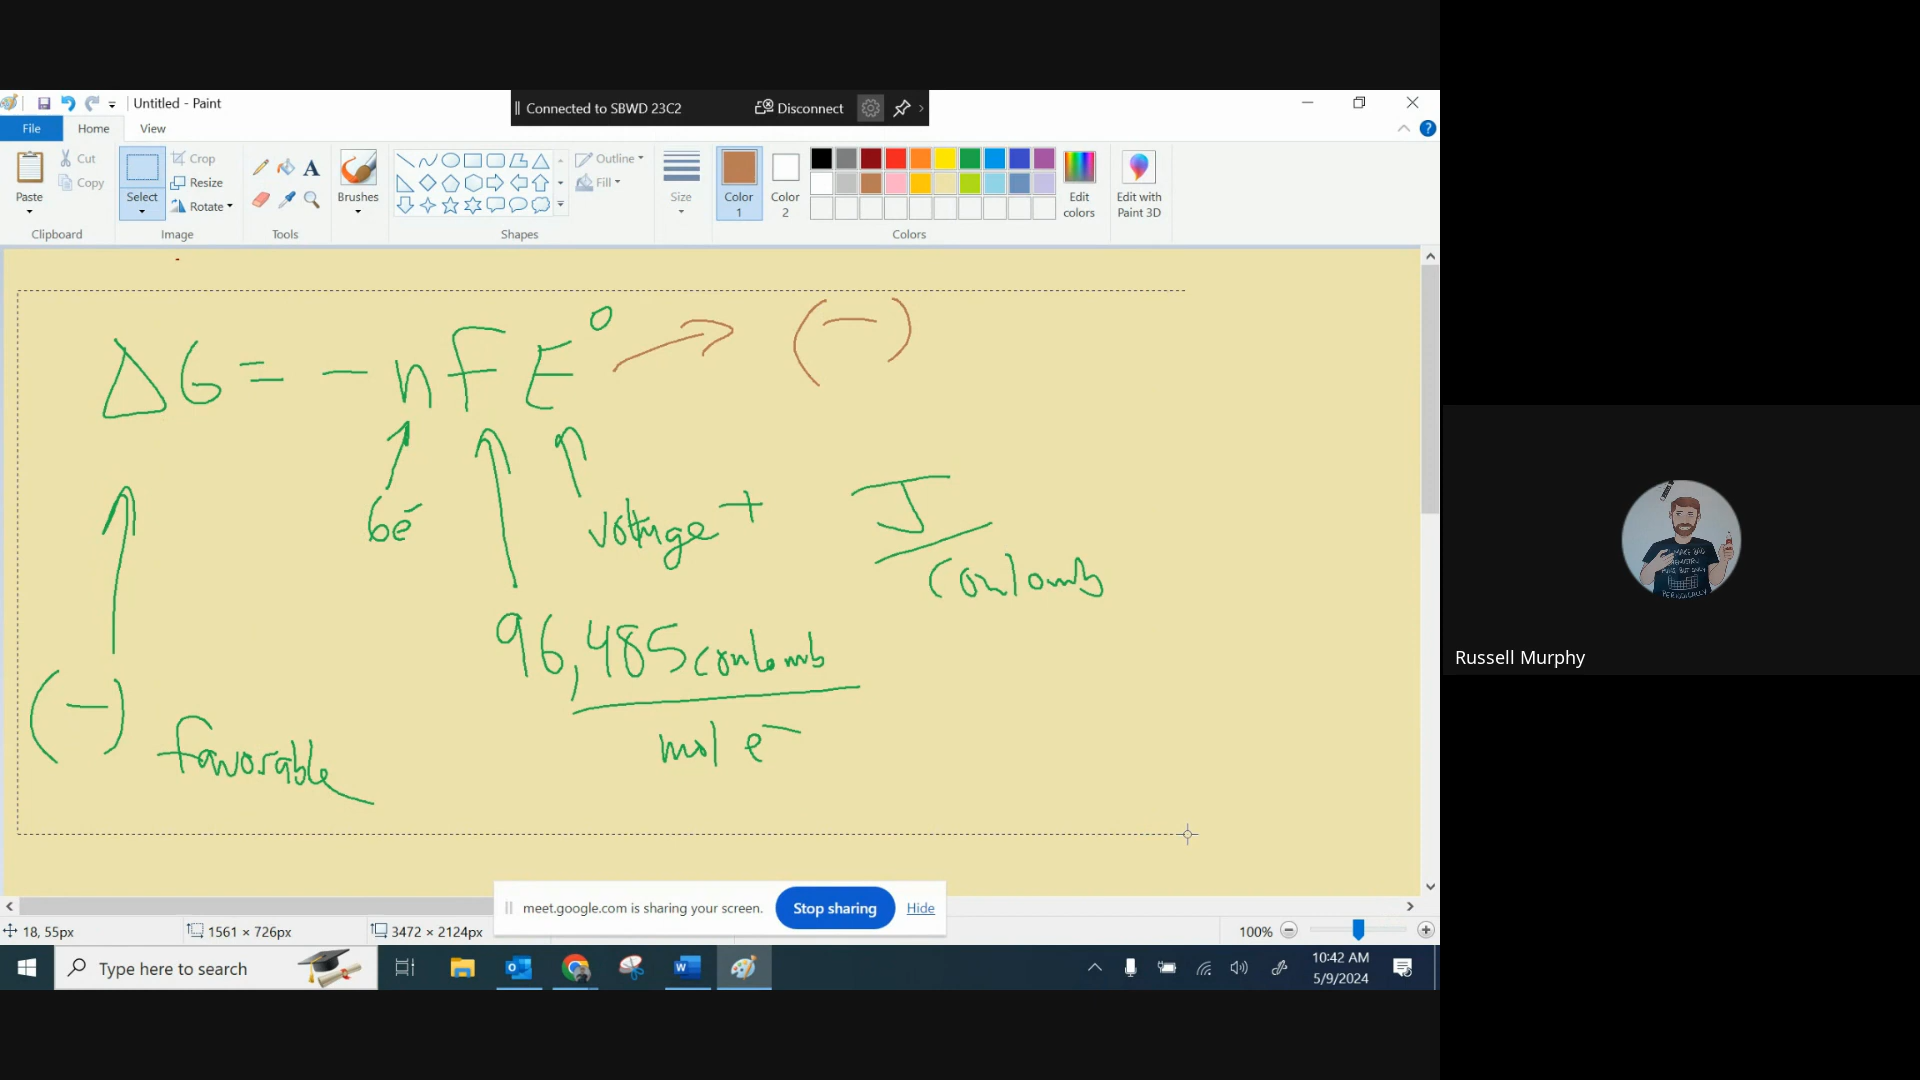 Untitled - Paint
Connected to SBWD 23C2
Disconnect
File
Home
View
Paste
Cut
Copy
Clipboard
Select
Crop
Resize
Rotate
Image
Tools
Brushes
Shapes
Outline
Fill
Size
Color 1
Color 2
Colors
Edit colors
Edit with Paint 3D
ΔG = - nFE° → (-)
6e⁻
voltage +
J
Coulomb
96,485 coulomb
mol e⁻
(-) favorable
Russell Murphy
meet.google.com is sharing your screen.
Stop sharing
Hide
18, 55px
1561 × 726px
3472 × 2124px
100%
Type here to search
10:42 AM
5/9/2024